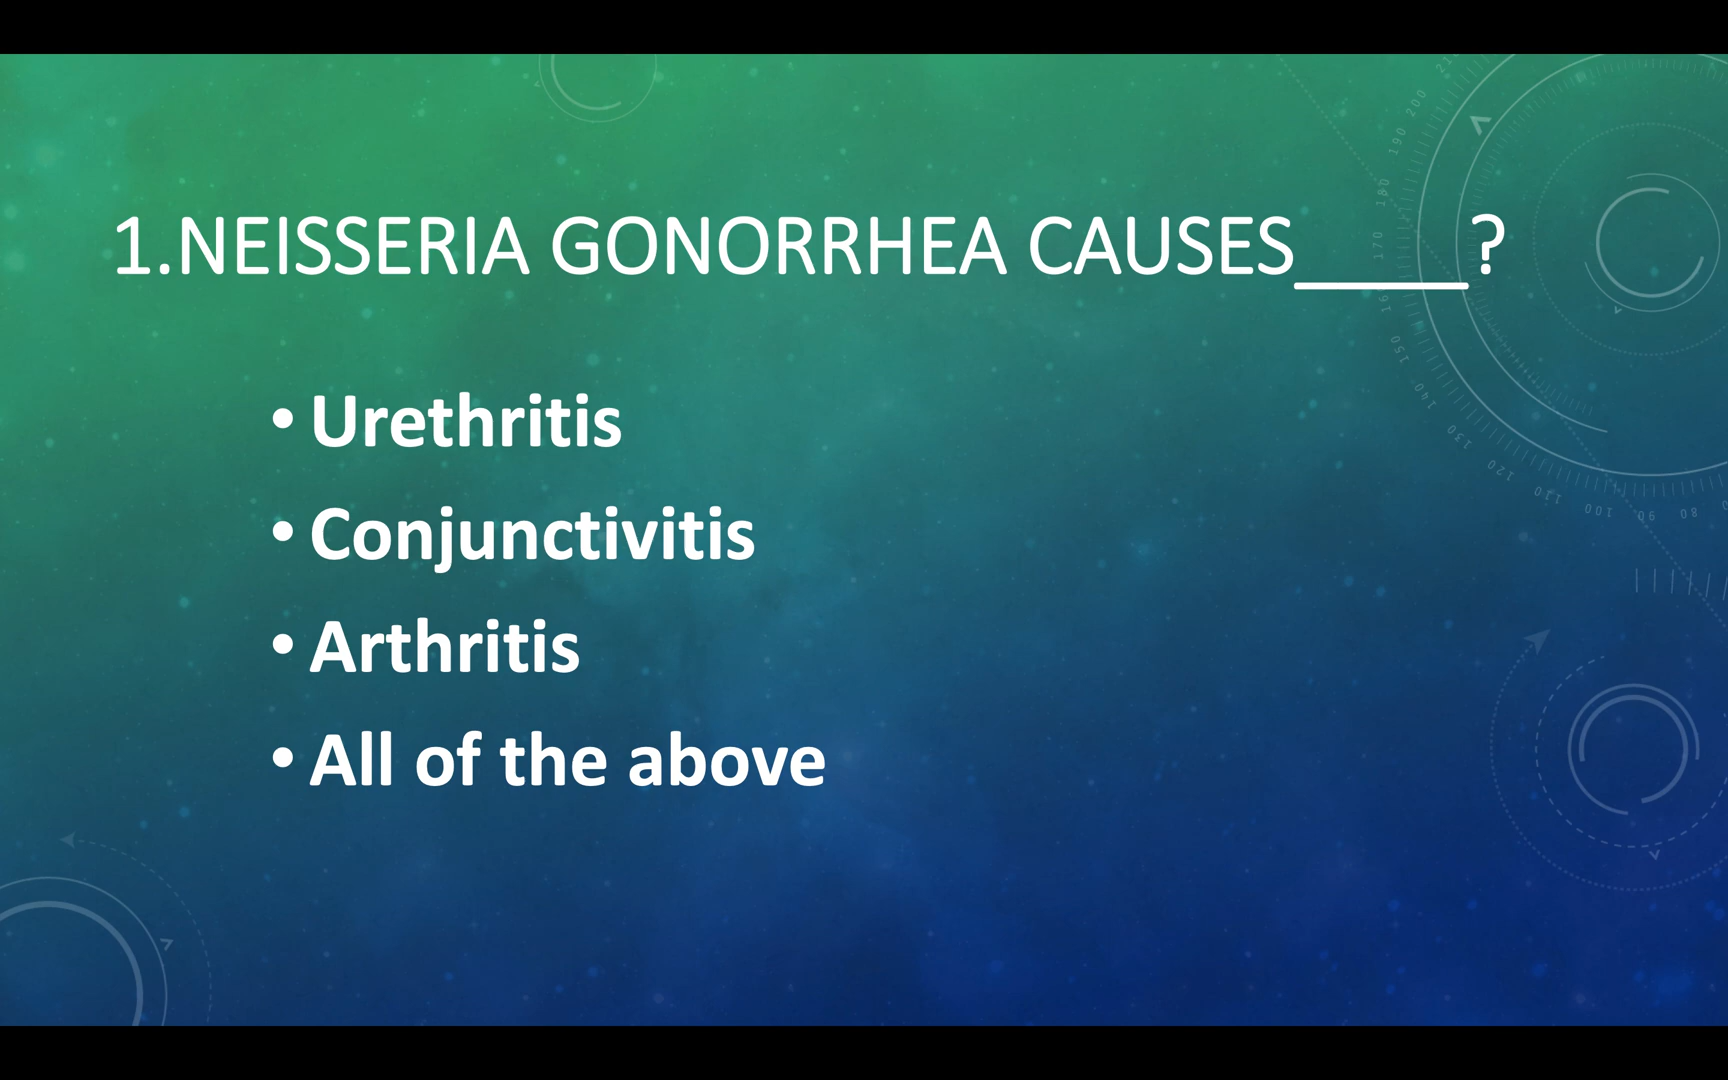 1.NEISSERIA GONORRHEA CAUSES_____?
• Urethritis
• Conjunctivitis
• Arthritis
• All of the above